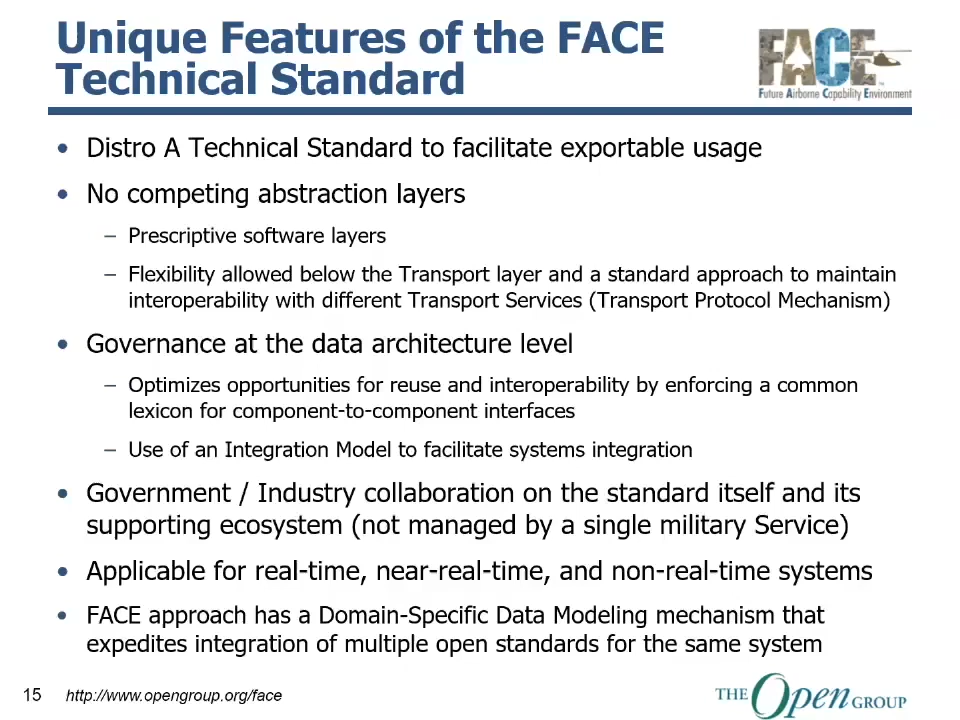 Unique Features of the FACE
Technical Standard
FACE
Future Airborne Capability Environment
• Distro A Technical Standard to facilitate exportable usage
• No competing abstraction layers
– Prescriptive software layers
– Flexibility allowed below the Transport layer and a standard approach to maintain
interoperability with different Transport Services (Transport Protocol Mechanism)
• Governance at the data architecture level
– Optimizes opportunities for reuse and interoperability by enforcing a common
lexicon for component-to-component interfaces
– Use of an Integration Model to facilitate systems integration
• Government / Industry collaboration on the standard itself and its
supporting ecosystem (not managed by a single military Service)
• Applicable for real-time, near-real-time, and non-real-time systems
• FACE approach has a Domain-Specific Data Modeling mechanism that
expedites integration of multiple open standards for the same system
15 http://www.opengroup.org/face
THE Open GROUP